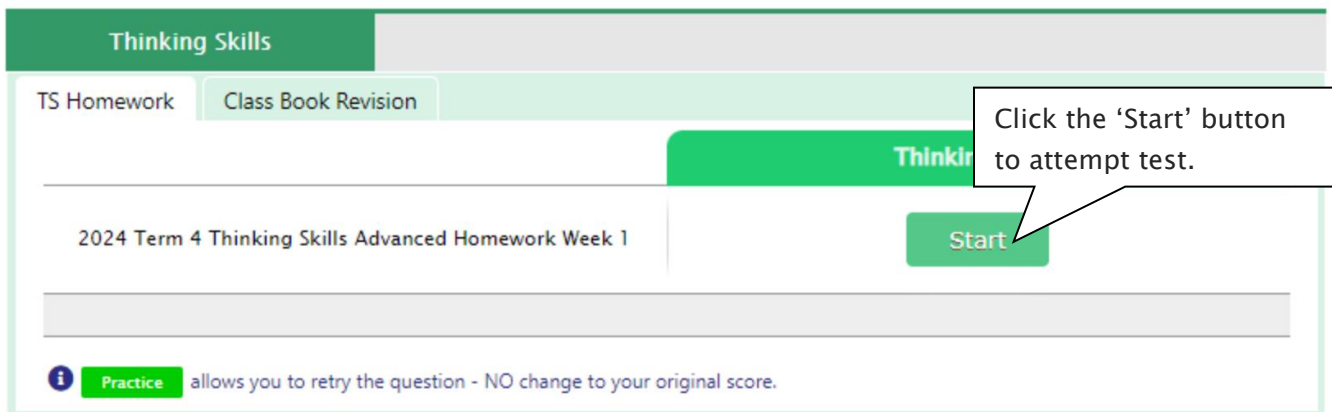 Thinking Skills
TS Homework Class Book Revision
Click the ‘Start’ button
to attempt test.
2024 Term 4 Thinking Skills Advanced Homework Week 1
Start
Practice allows you to retry the question - NO change to your original score.